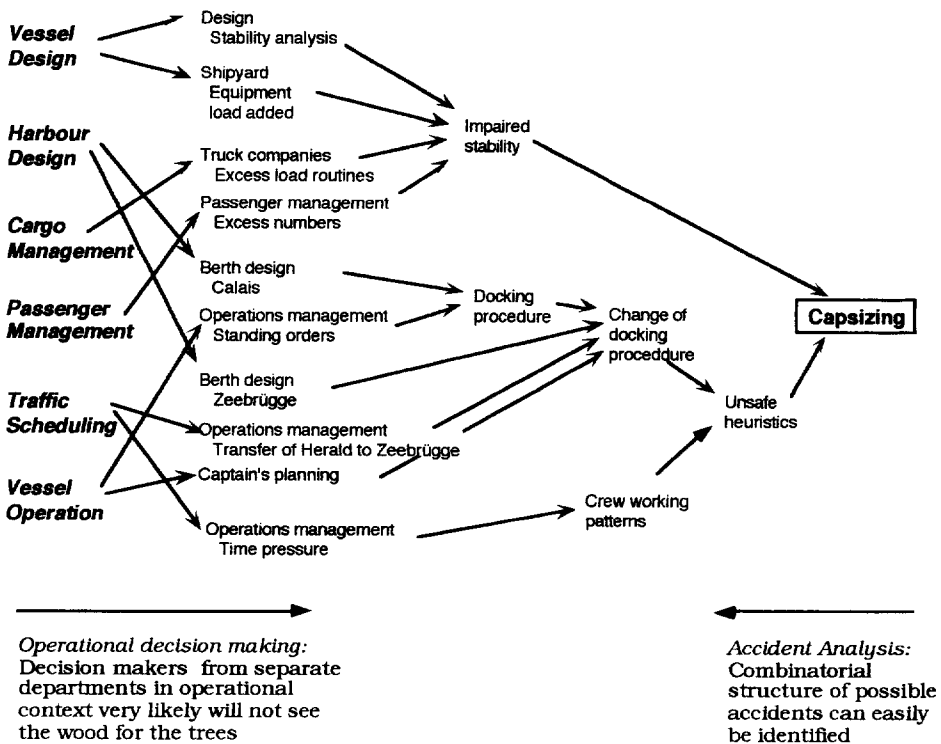 Vessel
Design
Harbour
Design
Cargo
Management
Passenger
Management
Traffic
Scheduling
Vessel
Operation
Design
Stability analysis
Shipyard
Equipment
load added
Truck companies
Excess load routines
Passenger management
Excess numbers
Berth design
Calais
Operations management
Standing orders
Berth design
Zeebrügge
Operations management
Transfer of Herald to Zeebrügge
Captain's planning
Operations management
Time pressure
Impaired
stability
Docking
procedure
Change of
docking
proceddure
Unsafe
heuristics
Crew working
patterns
Capsizing
Operational decision making:
Decision makers from separate
departments in operational
context very likely will not see
the wood for the trees
Accident Analysis:
Combinatorial
structure of possible
accidents can easily
be identified